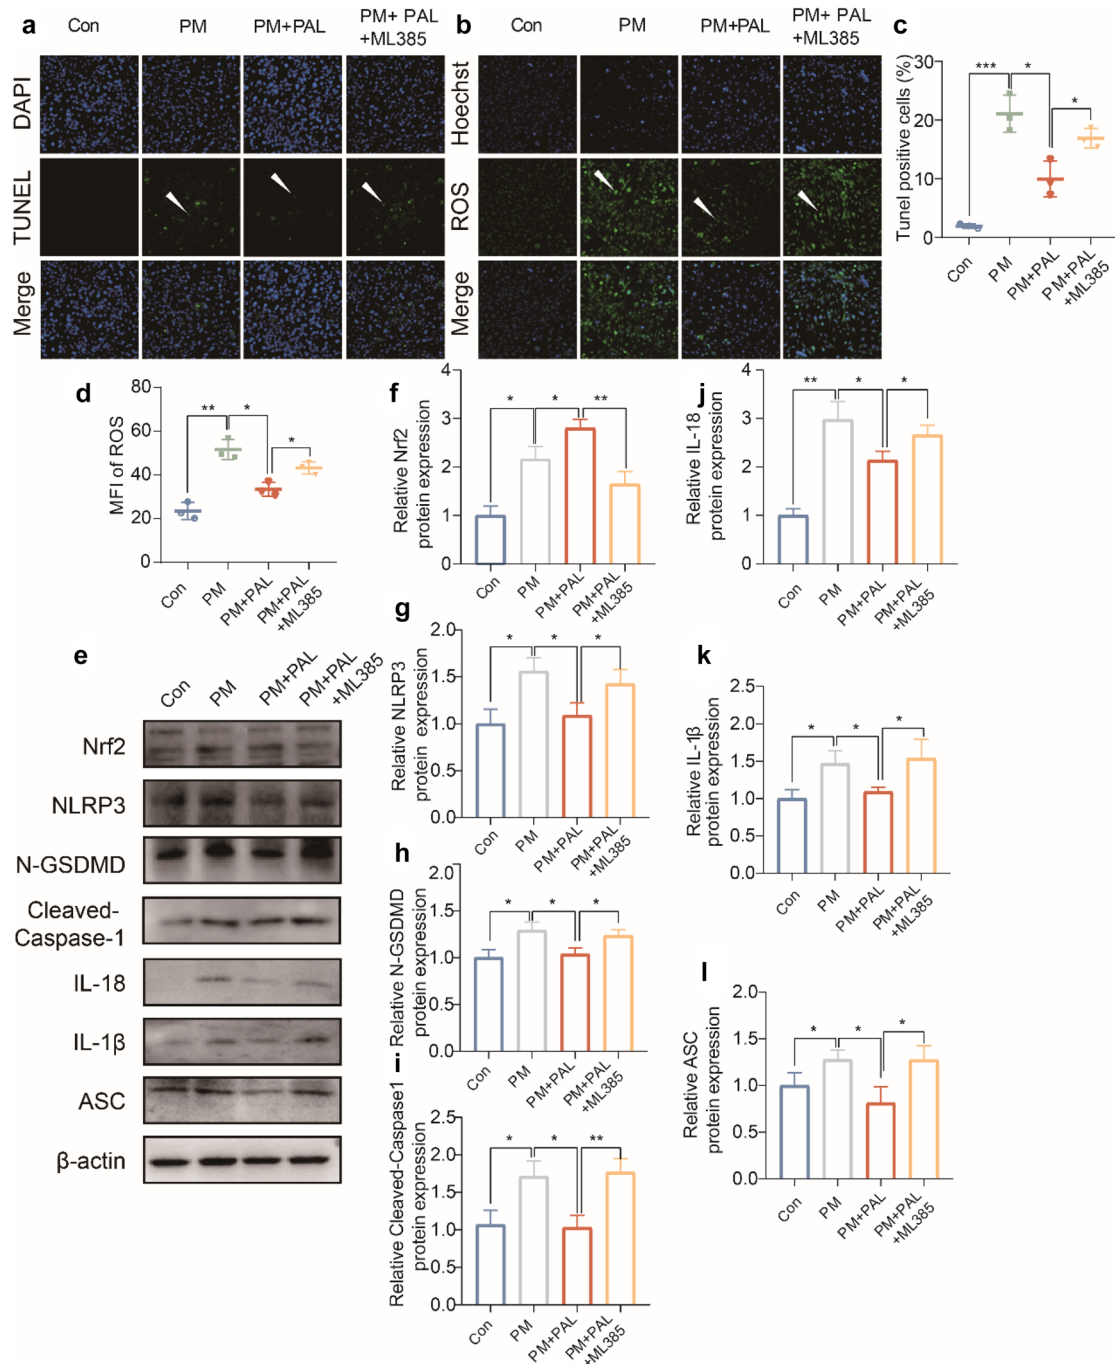 a
Con
PM
PM+PAL
PM+ PAL
+ML385
DAPI
TUNEL
Merge
b
Con
PM
PM+PAL
PM+ PAL
+ML385
Hoechst
ROS
Merge
c
Tunel positive cells (%)
30
20
10
0
***
*
*
Con
PM
PM+PAL
PM+PAL
+ML385
d
MFI of ROS
80
60
40
20
0
**
*
*
Con
PM
PM+PAL
PM+PAL
+ML385
e
Con
PM
PM+PAL
PM+PAL
+ML385
Nrf2
NLRP3
N-GSDMD
Cleaved-
Caspase-1
IL-18
IL-1β
ASC
β-actin
f
Relative Nrf2
protein expression
4
3
2
1
0
*
*
**
Con
PM
PM+PAL
PM+PAL
+ML385
g
Relative NLRP3
protein expression
2.0
1.5
1.0
0.5
0.0
*
*
*
Con
PM
PM+PAL
PM+PAL
+ML385
h
Relative N-GSDMD
protein expression
2.0
1.5
1.0
0.5
0.0
*
*
*
Con
PM
PM+PAL
PM+PAL
+ML385
i
Relative Cleaved-Caspase1
protein expression
2.5
2.0
1.5
1.0
0.5
0.0
*
*
**
Con
PM
PM+PAL
PM+PAL
+ML385
j
Relative IL-18
protein expression
4
3
2
1
0
**
*
*
Con
PM
PM+PAL
PM+PAL
+ML385
k
Relative IL-1β
protein expression
2.5
2.0
1.5
1.0
0.5
0.0
*
*
*
Con
PM
PM+PAL
PM+PAL
+ML385
l
Relative ASC
protein expression
2.0
1.5
1.0
0.5
0.0
*
*
*
Con
PM
PM+PAL
PM+PAL
+ML385